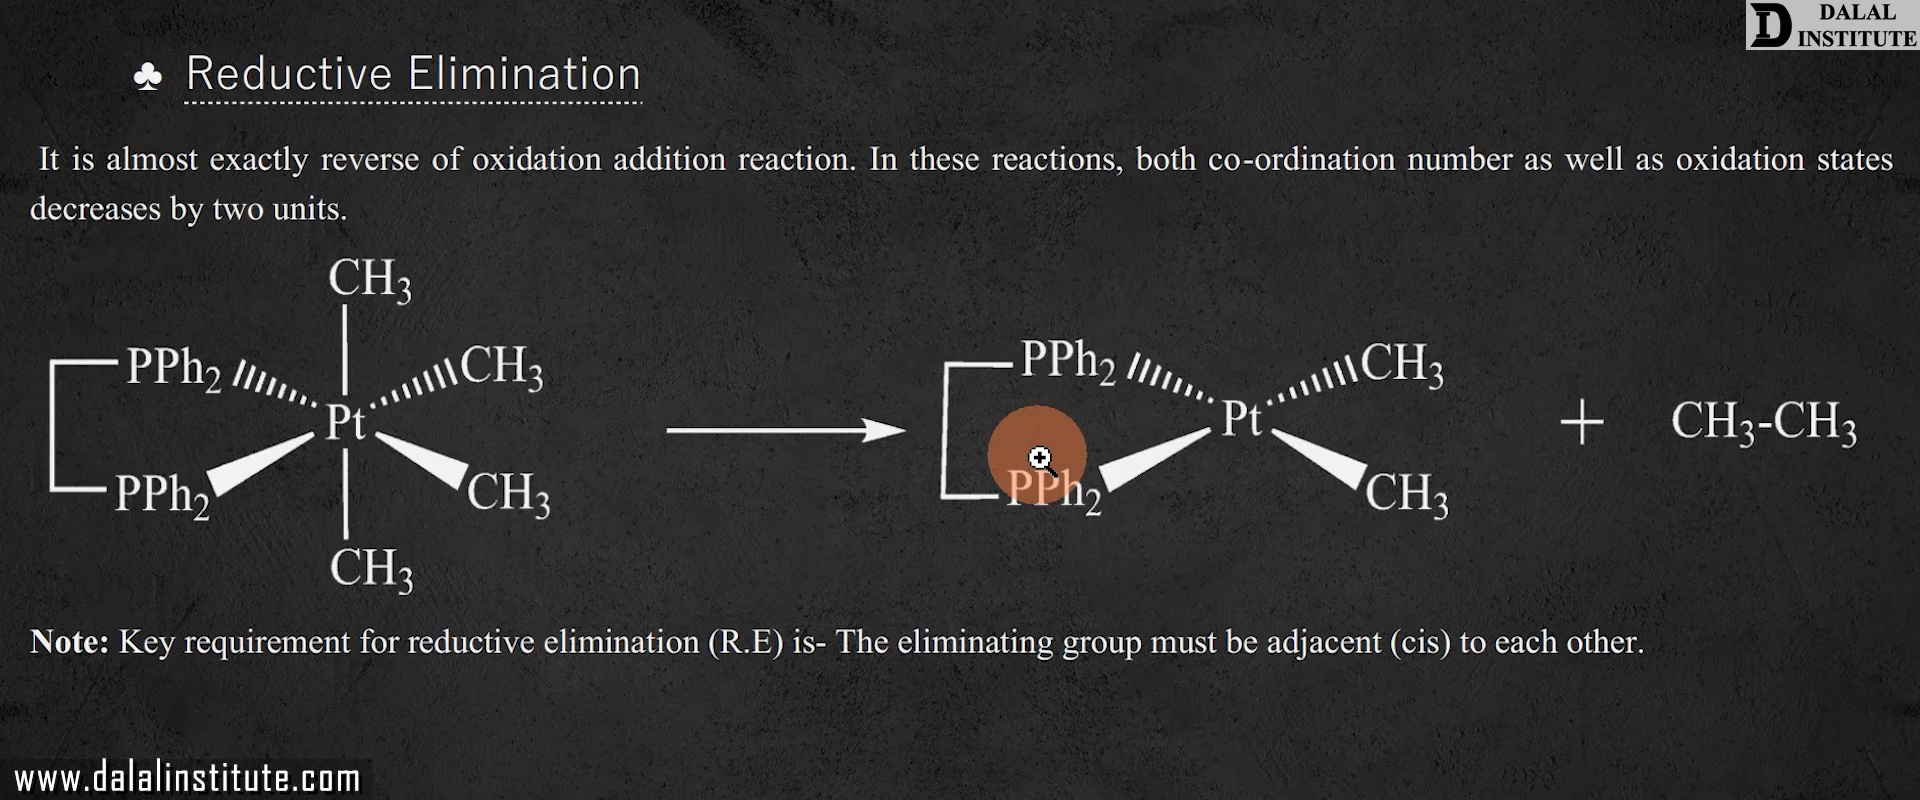 DALAL
INSTITUTE
♣ Reductive Elimination
It is almost exactly reverse of oxidation addition reaction. In these reactions, both co-ordination number as well as oxidation states
decreases by two units.
CH₃
PPh₂ CH₃ PPh₂ CH₃
Pt Pt + CH₃-CH₃
PPh₂ CH₃ PPh₂ CH₃
CH₃
Note: Key requirement for reductive elimination (R.E) is- The eliminating group must be adjacent (cis) to each other.
www.dalalinstitute.com